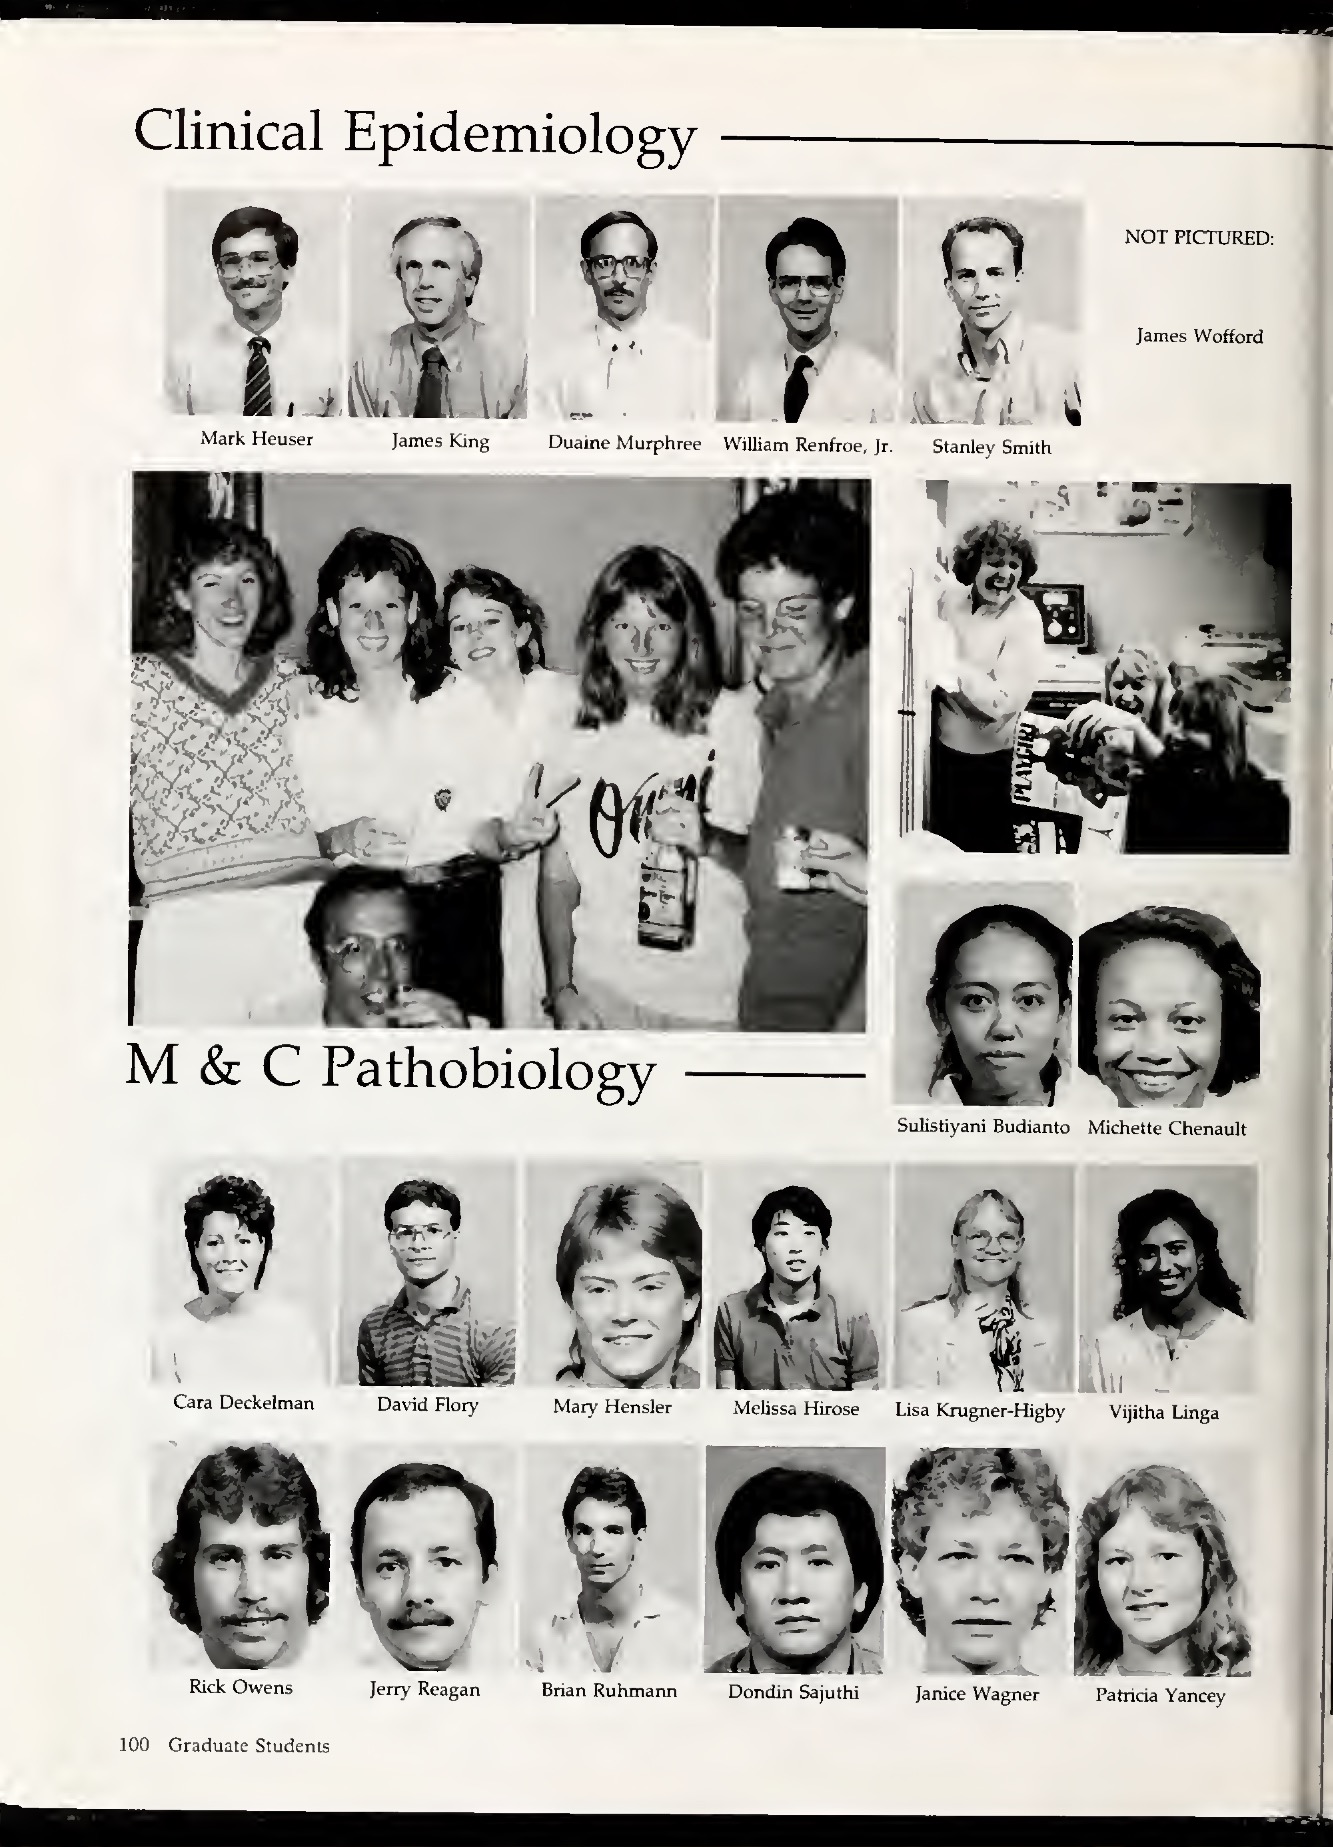 Clinical Epidemiology
NOT PICTURED:
James Wofford
Mark Heuser
James King
Duaine Murphree
William Renfroe, Jr.
Stanley Smith
Omni
PLAYGIRL
M & C Pathobiology
Sulistiyani Budianto
Michette Chenault
Cara Deckelman
David Flory
Mary Hensler
Melissa Hirose
Lisa Krugner-Higby
Vijitha Linga
Rick Owens
Jerry Reagan
Brian Ruhmann
Dondin Sajuthi
Janice Wagner
Patricia Yancey
100 Graduate Students